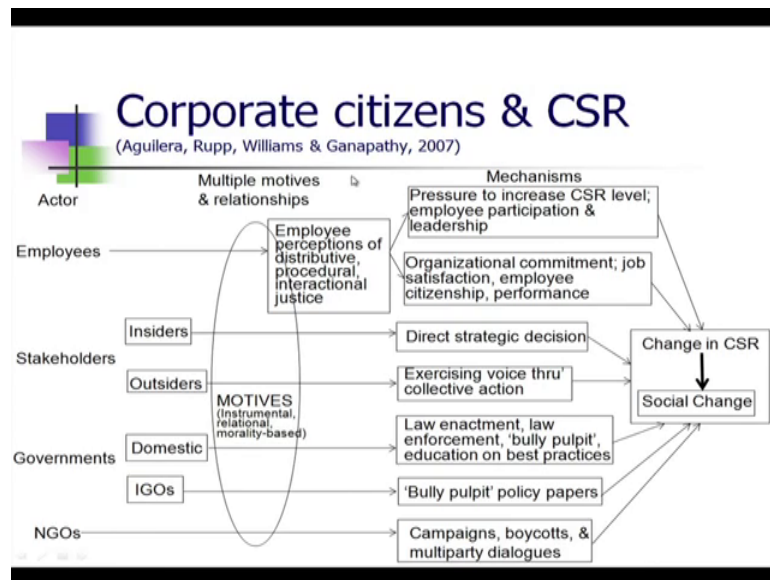 Corporate citizens & CSR
(Aguilera, Rupp, Williams & Ganapathy, 2007)
Actor
Multiple motives
& relationships
Mechanisms
Employees
Employee
perceptions of
distributive,
procedural,
interactional
justice
Pressure to increase CSR level;
employee participation &
leadership
Organizational commitment; job
satisfaction, employee
citizenship, performance
Stakeholders
Insiders
Direct strategic decision
Outsiders
Exercising voice thru’
collective action
MOTIVES
(Instrumental,
relational,
morality-based)
Governments
Domestic
Law enactment, law
enforcement, ‘bully pulpit’,
education on best practices
IGOs
‘Bully pulpit’ policy papers
NGOs
Campaigns, boycotts, &
multiparty dialogues
Change in CSR
Social Change